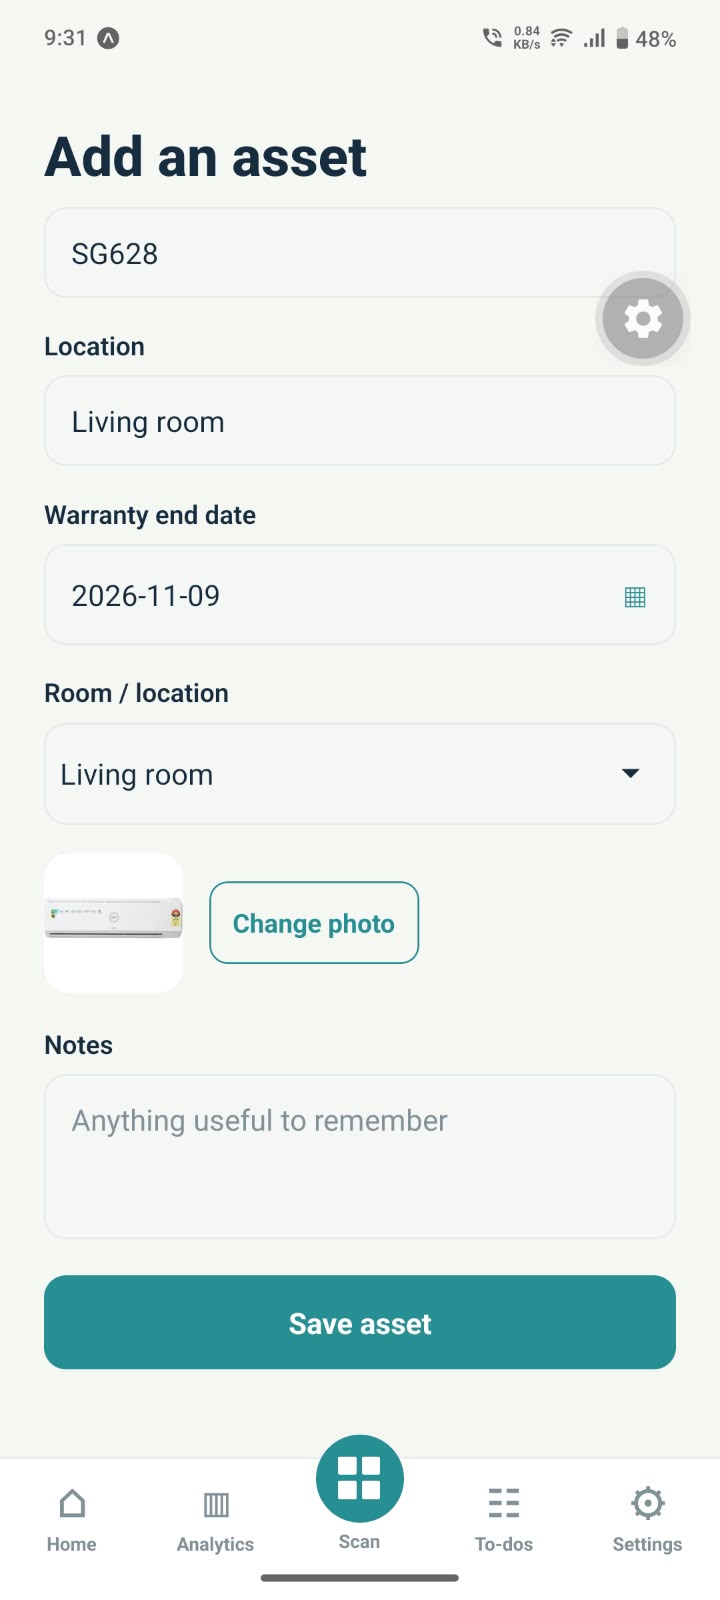 9:31
0.84
KB/s
48%
Add an asset
SG628
Location
Living room
Warranty end date
2026-11-09
Room / location
Living room
Change photo
Notes
Anything useful to remember
Save asset
Home
Analytics
Scan
To-dos
Settings